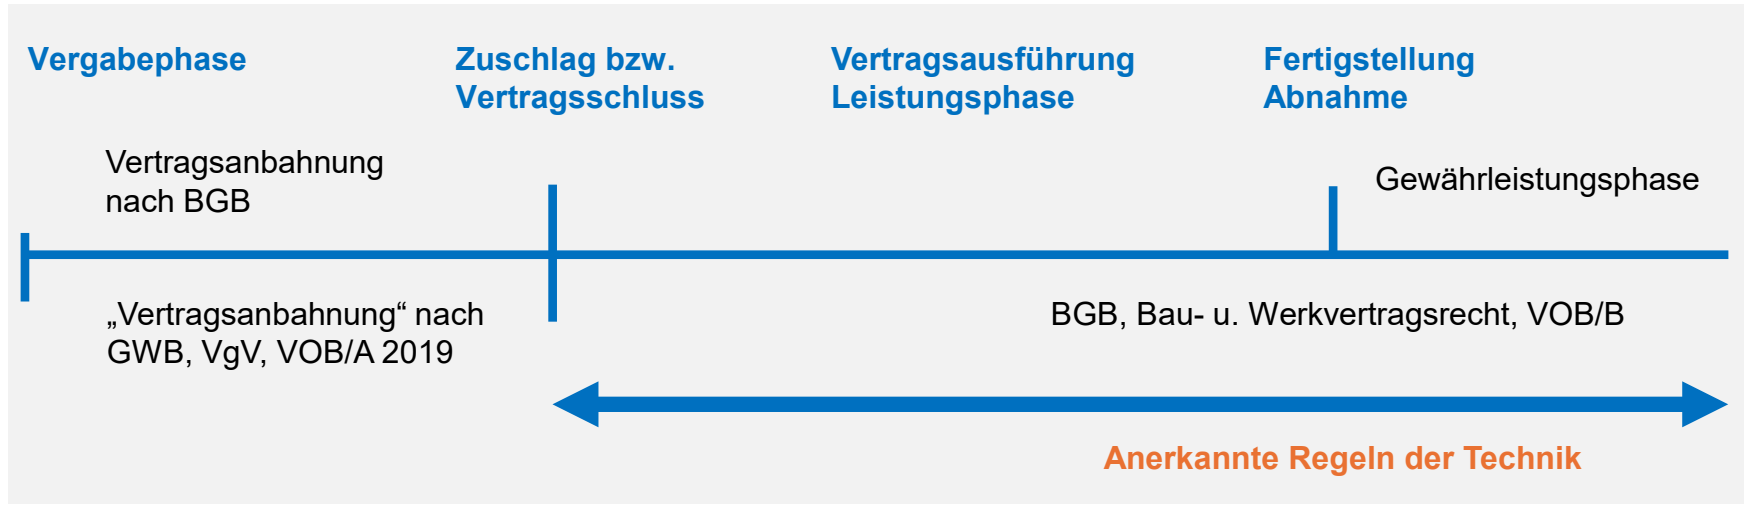 Vergabephase
Zuschlag bzw.
Vertragsschluss
Vertragsausführung
Leistungsphase
Fertigstellung
Abnahme
Vertragsanbahnung
nach BGB
Gewährleistungsphase
„Vertragsanbahnung“ nach
GWB, VgV, VOB/A 2019
BGB, Bau- u. Werkvertragsrecht, VOB/B
Anerkannte Regeln der Technik